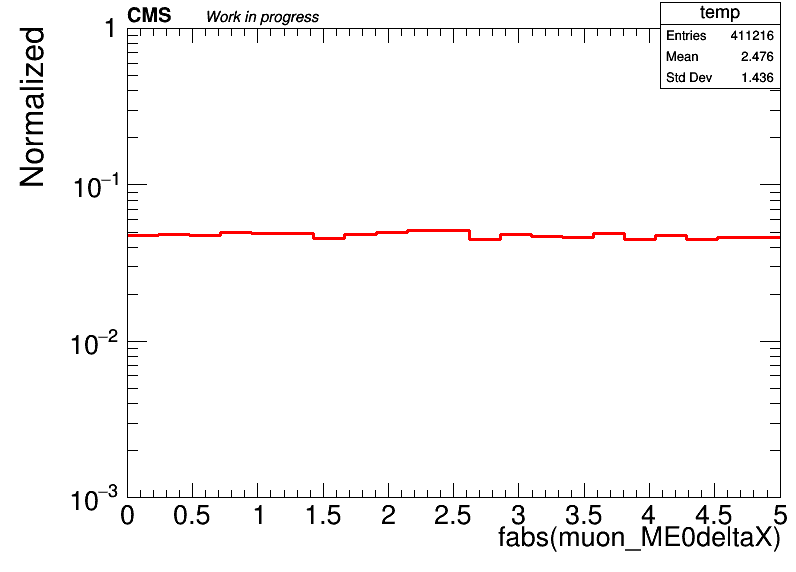 CMS Work in progress
temp
Entries 411216
Mean 2.476
Std Dev 1.436
Normalized
1
10−1
10−2
10−3
0 0.5 1 1.5 2 2.5 3 3.5 4 4.5 5
fabs(muon_ME0deltaX)